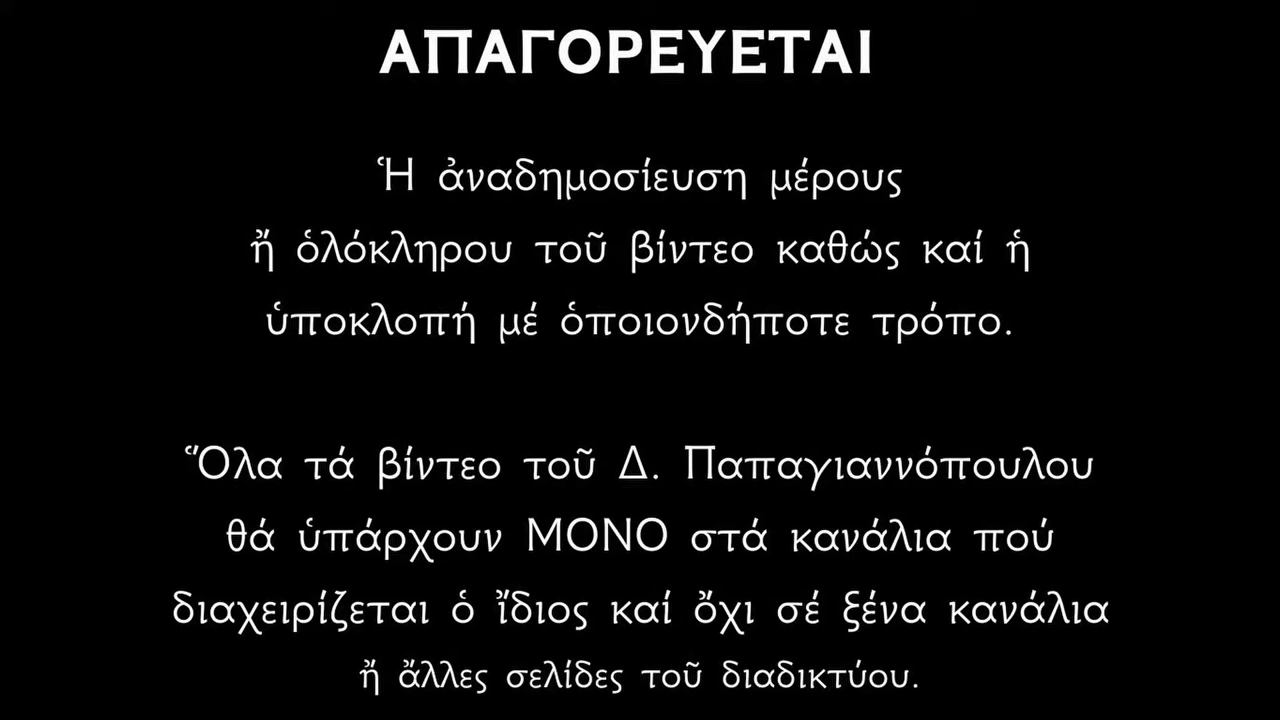 ΑΠΑΓΟΡΕΥΕΤΑΙ
Ἡ ἀναδημοσίευση μέρους
ἤ ὁλόκληρου τοῦ βίντεο καθώς καί ἡ
ὑποκλοπή μέ ὁποιονδήποτε τρόπο.
Ὅλα τά βίντεο τοῦ Δ. Παπαγιαννόπουλου
θά ὑπάρχουν ΜΟΝΟ στά κανάλια πού
διαχειρίζεται ὁ ἴδιος καί ὄχι σέ ξένα κανάλια
ἤ ἄλλες σελίδες τοῦ διαδικτύου.